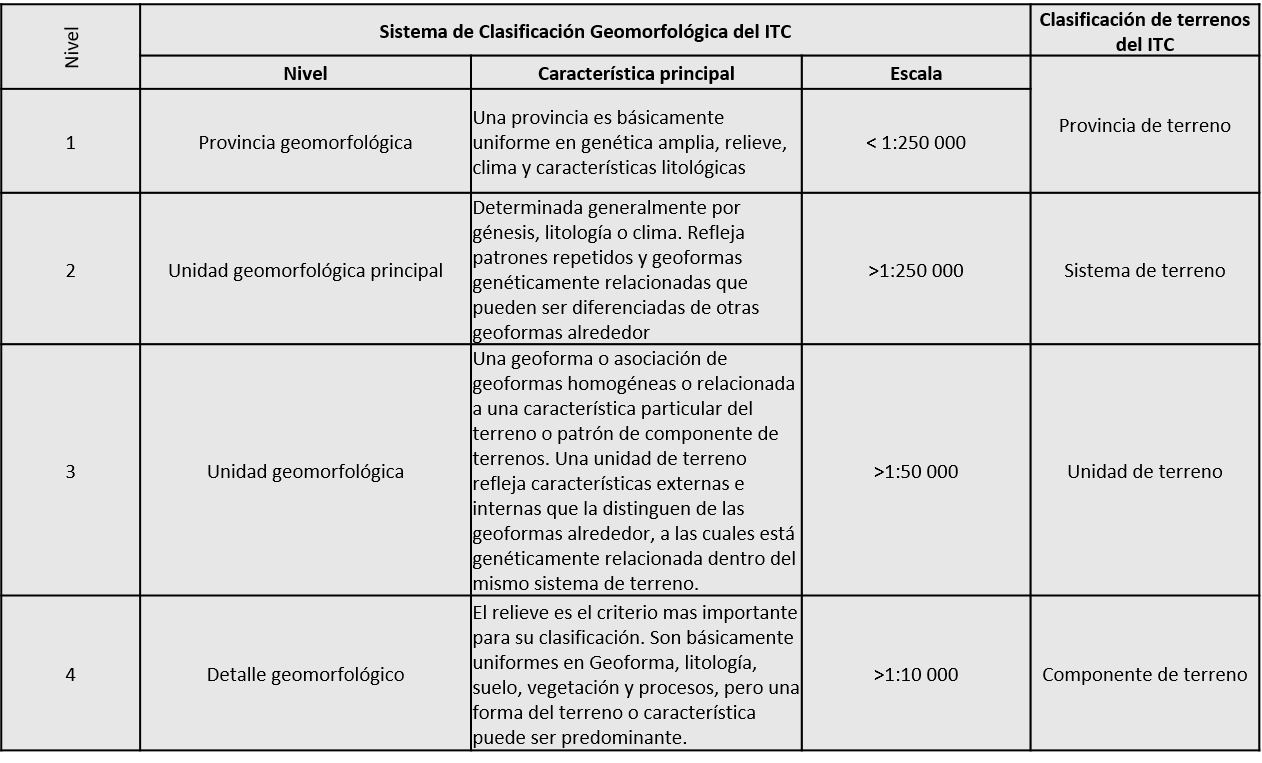 Nivel
Sistema de Clasificación Geomorfológica del ITC
Clasificación de terrenos
del ITC
Nivel
Característica principal
Escala
1
Provincia geomorfológica
Una provincia es básicamente
uniforme en genética amplia, relieve,
clima y características litológicas
< 1:250 000
Provincia de terreno
2
Unidad geomorfológica principal
Determinada generalmente por
génesis, litología o clima. Refleja
patrones repetidos y geoformas
genéticamente relacionadas que
pueden ser diferenciadas de otras
geoformas alrededor
>1:250 000
Sistema de terreno
3
Unidad geomorfológica
Una geoforma o asociación de
geoformas homogéneas o relacionada
a una característica particular del
terreno o patrón de componente de
terrenos. Una unidad de terreno
refleja características externas e
internas que la distinguen de las
geoformas alrededor, a las cuales está
genéticamente relacionada dentro del
mismo sistema de terreno.
>1:50 000
Unidad de terreno
4
Detalle geomorfológico
El relieve es el criterio mas importante
para su clasificación. Son básicamente
uniformes en Geoforma, litología,
suelo, vegetación y procesos, pero una
forma del terreno o característica
puede ser predominante.
>1:10 000
Componente de terreno